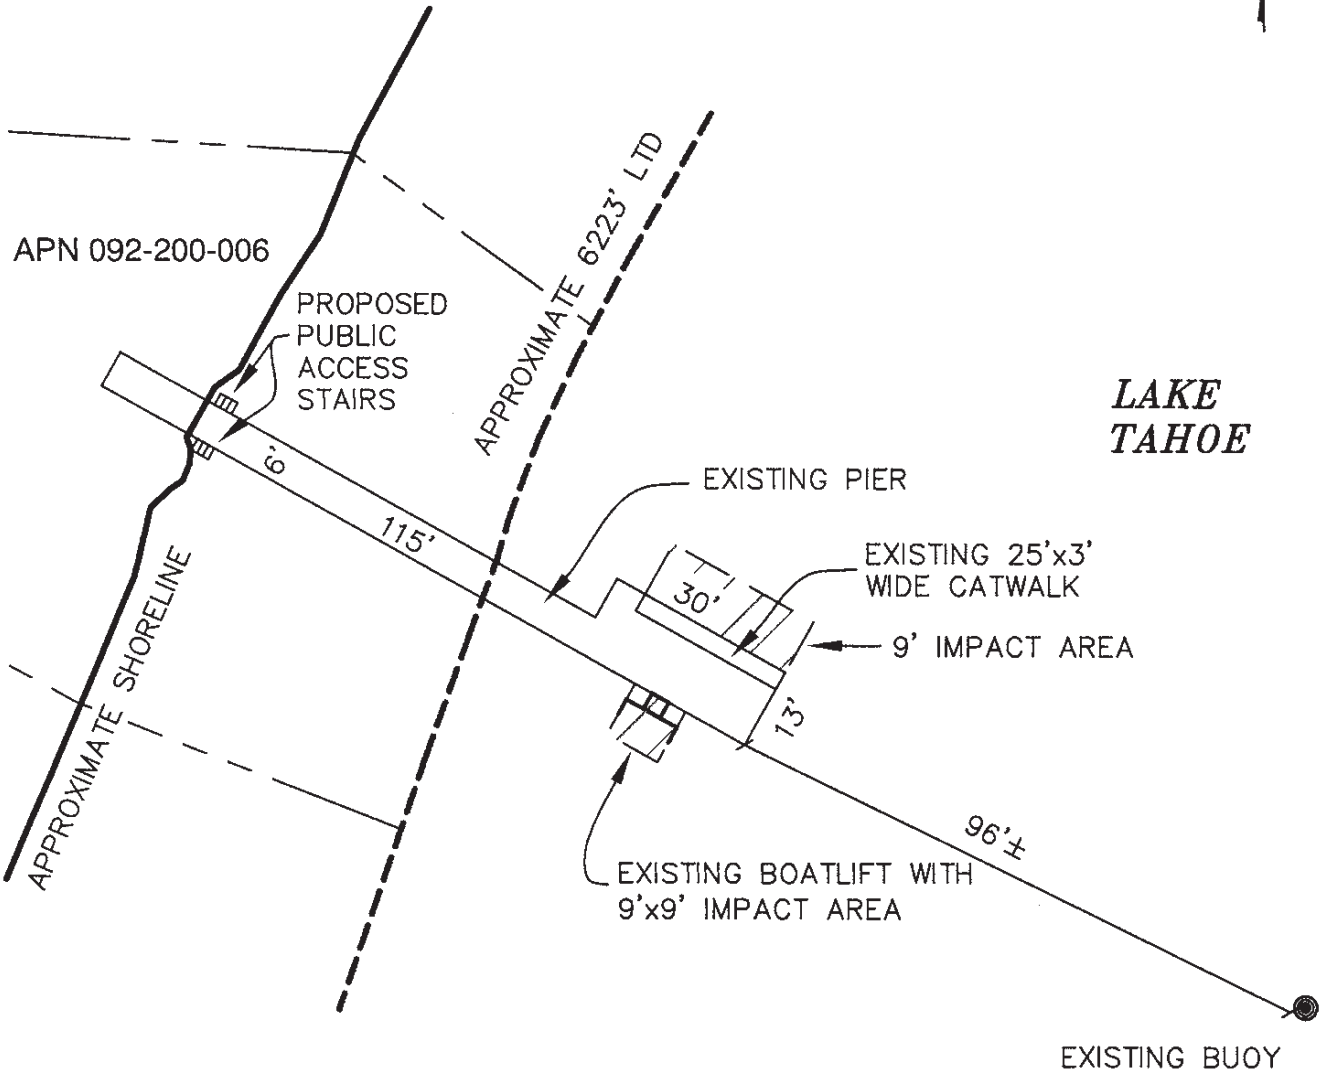 APN 092-200-006
PROPOSED
PUBLIC
ACCESS
STAIRS
APPROXIMATE 6223' LTD
LAKE
TAHOE
6'
115'
EXISTING PIER
EXISTING 25'x3'
WIDE CATWALK
30'
9' IMPACT AREA
13'
APPROXIMATE SHORELINE
96'±
EXISTING BOATLIFT WITH
9'x9' IMPACT AREA
EXISTING BUOY